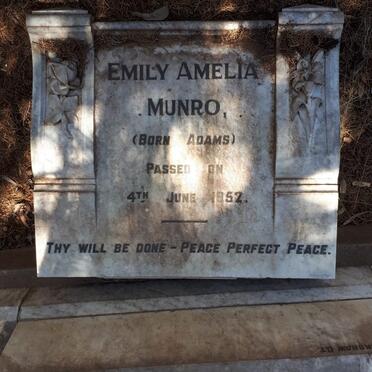 EMILY AMELIA
MUNRO,
(BORN ADAMS)
PASSED ON
4TH JUNE 1952.
THY WILL BE DONE - PEACE PERFECT PEACE.